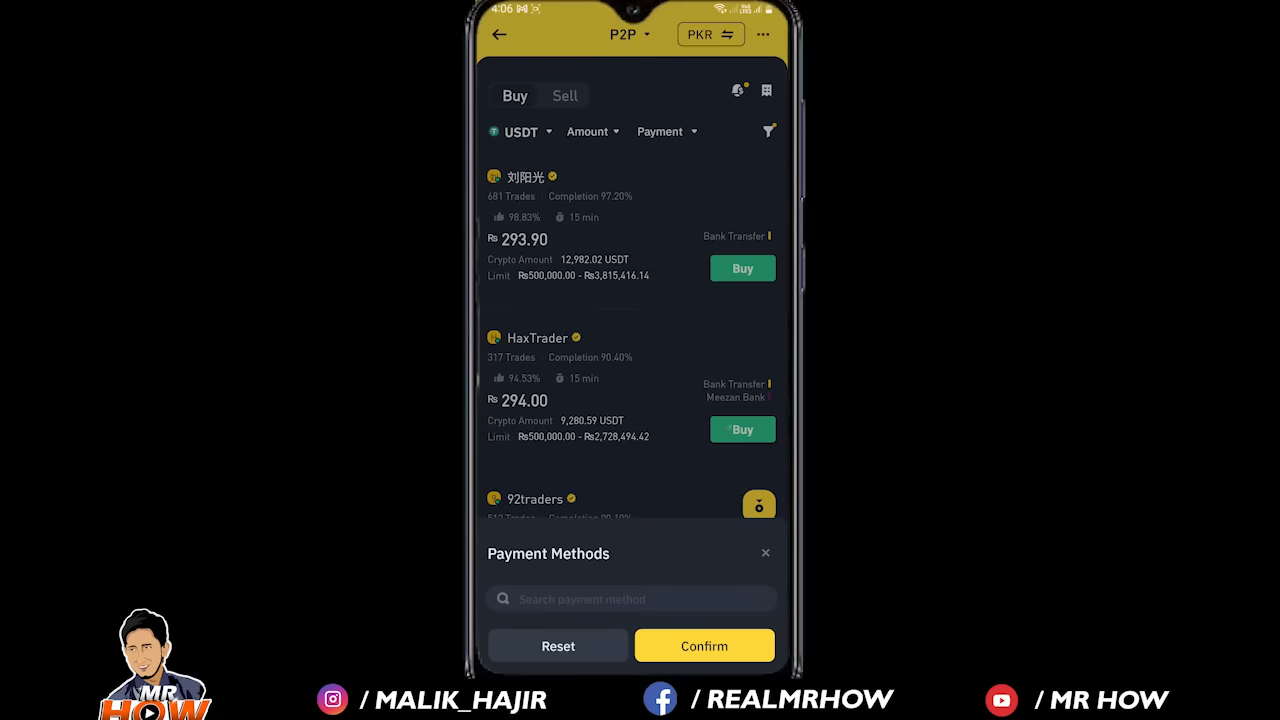 4:06
P2P
PKR
Buy
Sell
USDT
Amount
Payment
刘阳光
681 Trades
Completion 97.20%
98.83%
15 min
₨ 293.90
Bank Transfer
Crypto Amount 12,982.02 USDT
Buy
Limit ₨500,000.00 - ₨3,815,416.14
HaxTrader
317 Trades
Completion 90.40%
94.53%
15 min
Bank Transfer
₨ 294.00
Meezan Bank
Crypto Amount 9,280.59 USDT
Buy
Limit ₨500,000.00 - ₨2,728,494.42
92traders
Payment Methods
Search payment method
Reset
Confirm
MR
HOW
/ MALIK_HAJIR
/ REALMRHOW
/ MR HOW